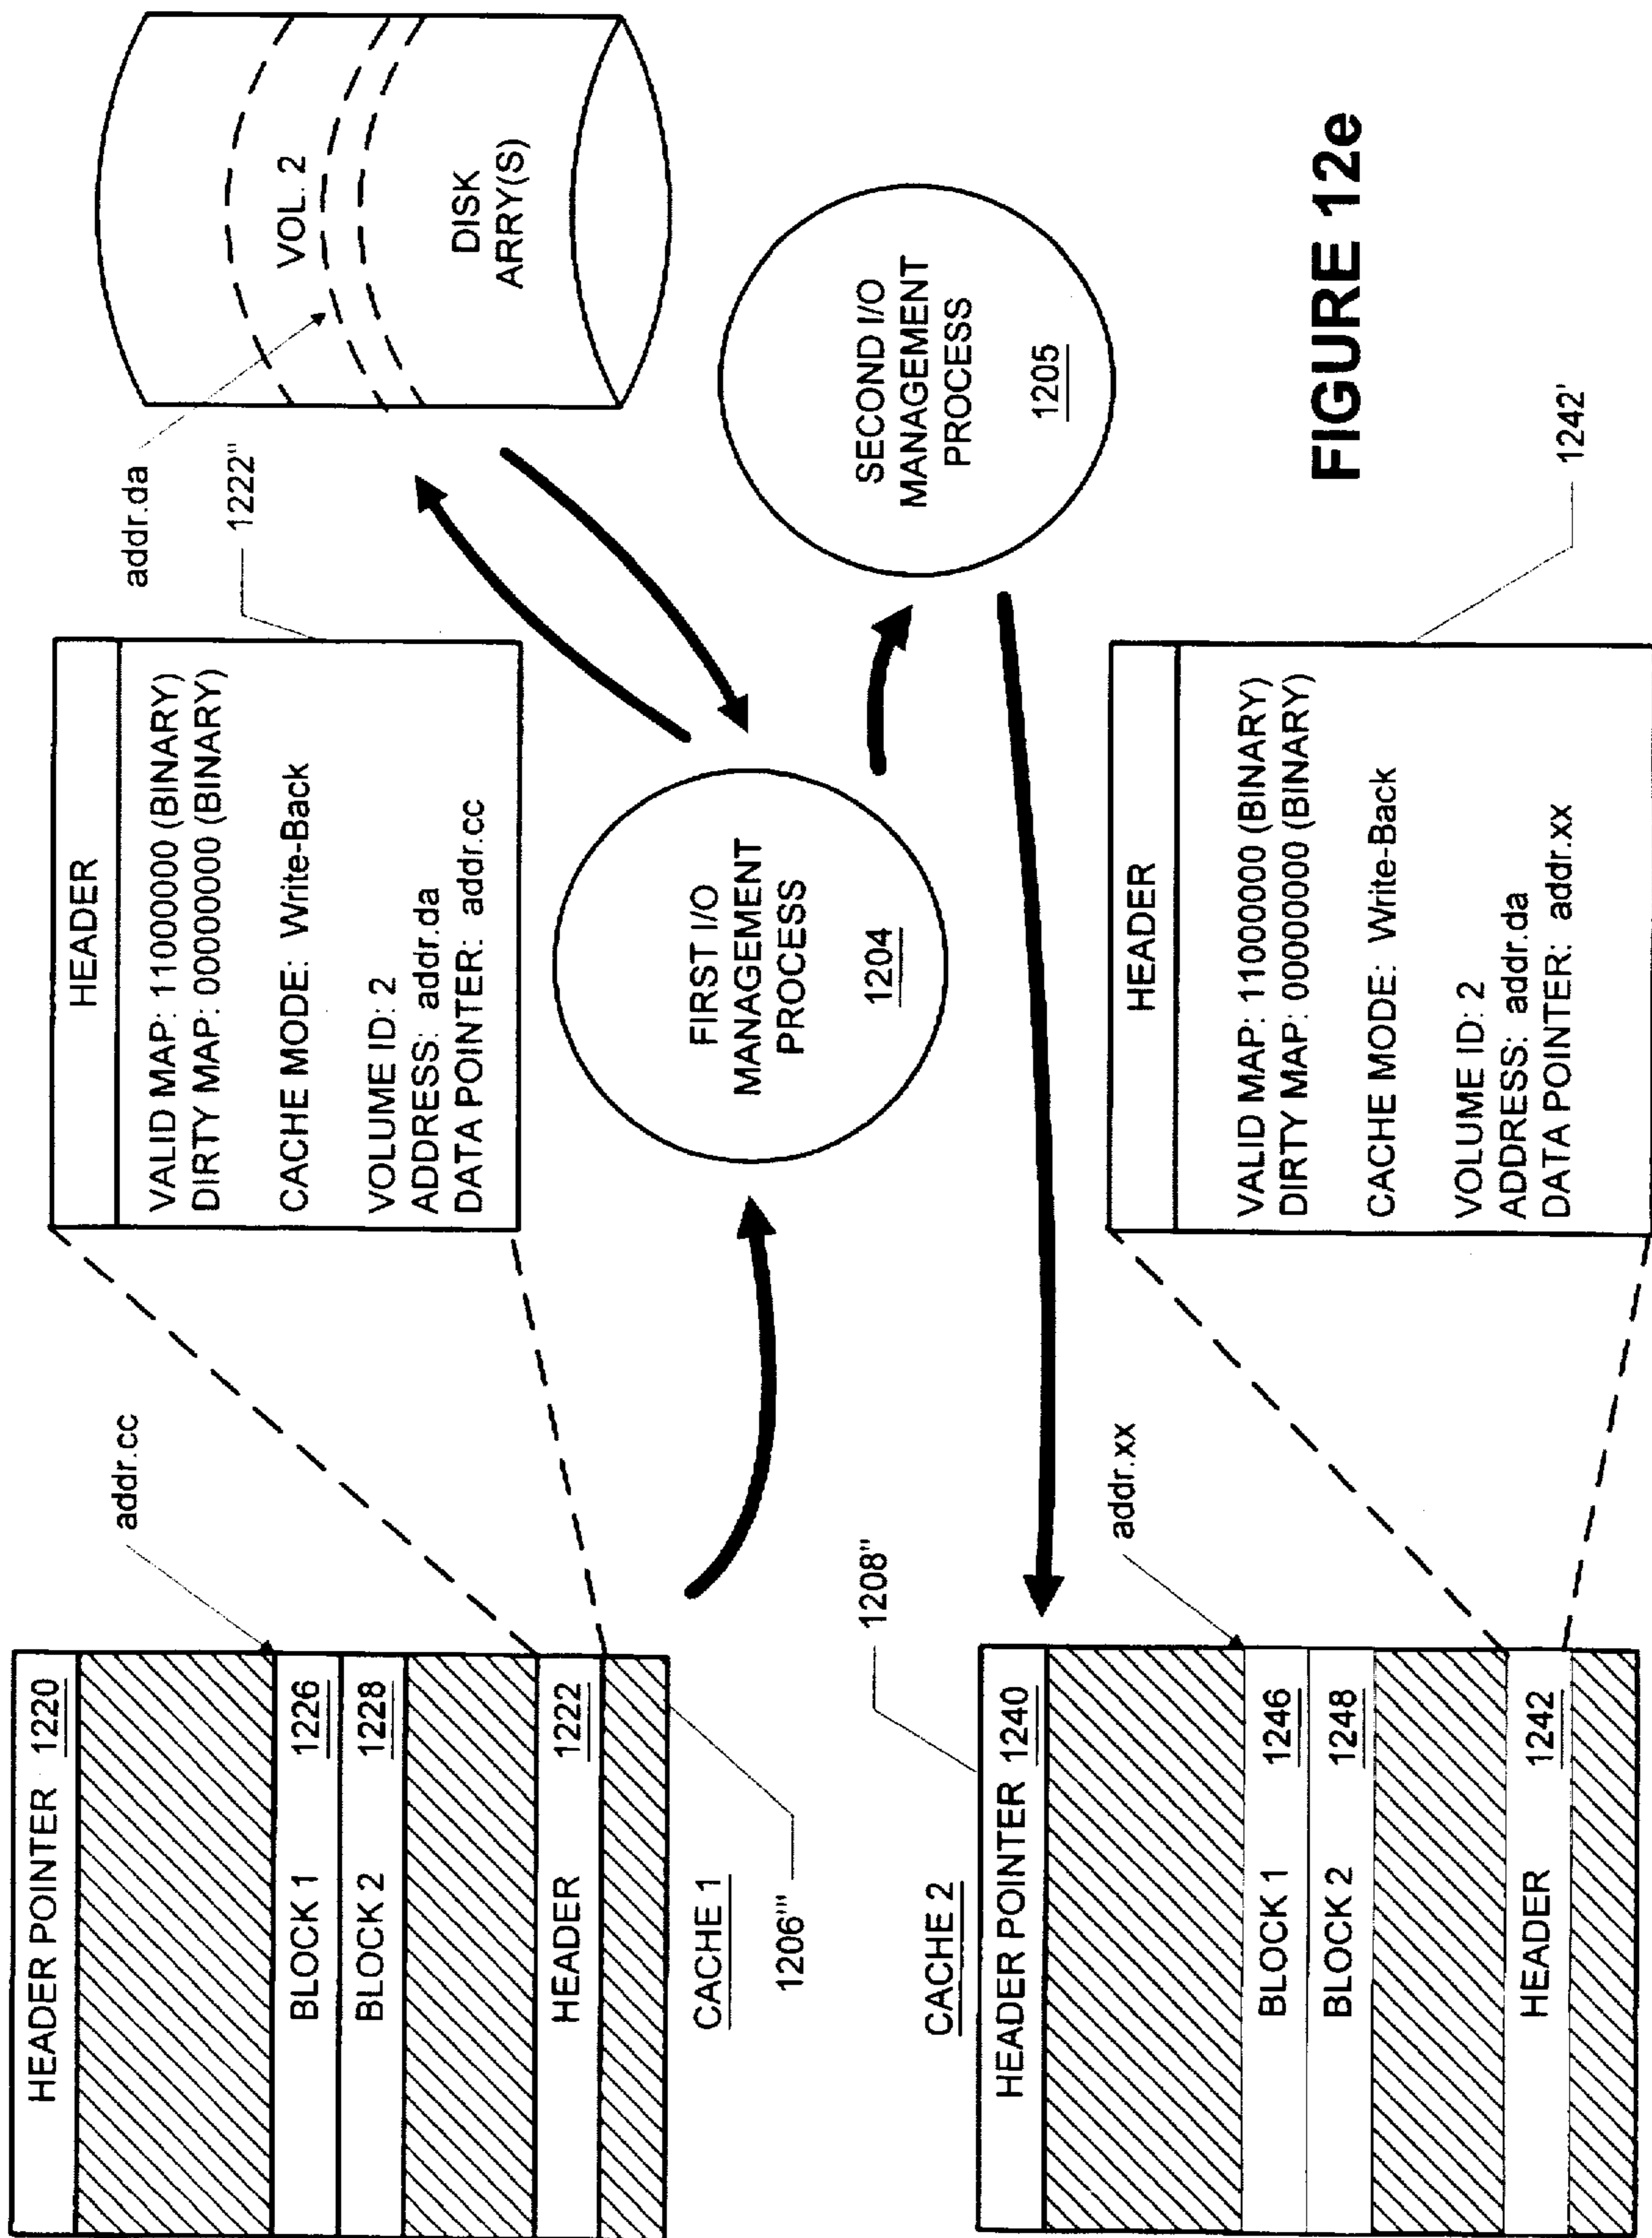 HEADER POINTER 1220
BLOCK 1 1226
BLOCK 2 1228
HEADER 1222
CACHE 1
1206'''
addr.cc
HEADER
VALID MAP: 11000000 (BINARY)
DIRTY MAP: 00000000 (BINARY)
CACHE MODE: Write-Back
VOLUME ID: 2
ADDRESS: addr.da
DATA POINTER: addr.cc
1222"
addr.da
VOL. 2
DISK
ARRY(S)
FIRST I/O
MANAGEMENT
PROCESS
1204
SECOND I/O
MANAGEMENT
PROCESS
1205
CACHE 2
1208"
HEADER POINTER 1240
BLOCK 1 1246
BLOCK 2 1248
HEADER 1242
addr.xx
HEADER
VALID MAP: 11000000 (BINARY)
DIRTY MAP: 00000000 (BINARY)
CACHE MODE: Write-Back
VOLUME ID: 2
ADDRESS: addr.da
DATA POINTER: addr.xx
1242'
FIGURE 12e